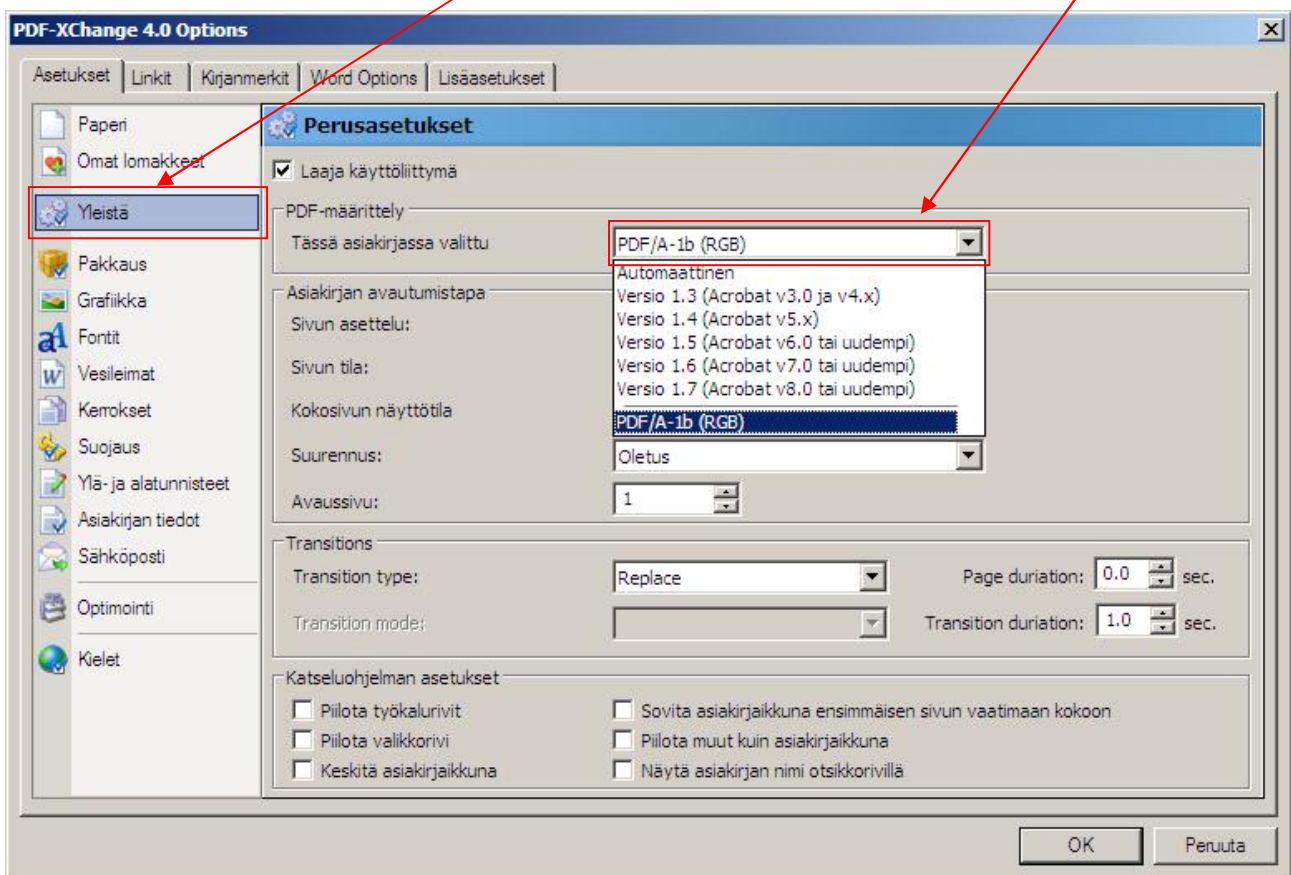 PDF-XChange 4.0 Options
Asetukset Linkit Kirjanmerkit Word Options Lisäasetukset
Paperi
Omat lomakkeet
Yleistä
Pakkaus
Grafiikka
Fontit
Vesileimat
Kerrokset
Suojaus
Ylä- ja alatunnisteet
Asiakirjan tiedot
Sähköposti
Optimointi
Kielet
Perusasetukset
Laaja käyttöliittymä
PDF-määrittely
Tässä asiakirjassa valittu PDF/A-1b (RGB)
Automaattinen
Versio 1.3 (Acrobat v3.0 ja v4.x)
Versio 1.4 (Acrobat v5.x)
Versio 1.5 (Acrobat v6.0 tai uudempi)
Versio 1.6 (Acrobat v7.0 tai uudempi)
Versio 1.7 (Acrobat v8.0 tai uudempi)
PDF/A-1b (RGB)
Asiakirjan avautumistapa
Sivun asettelu:
Sivun tila:
Kokosivun näyttötila
Suurennus: Oletus
Avaussivu: 1
Transitions
Transition type: Replace Page duriation: 0.0 sec.
Transition mode: Transition duriation: 1.0 sec.
Katseluohjelman asetukset
Piilota työkalurivit Sovita asiakirjaikkuna ensimmäisen sivun vaatimaan kokoon
Piilota valikkorivi Piilota muut kuin asiakirjaikkuna
Keskitä asiakirjaikkuna Näytä asiakirjan nimi otsikkorivillä
OK Peruuta